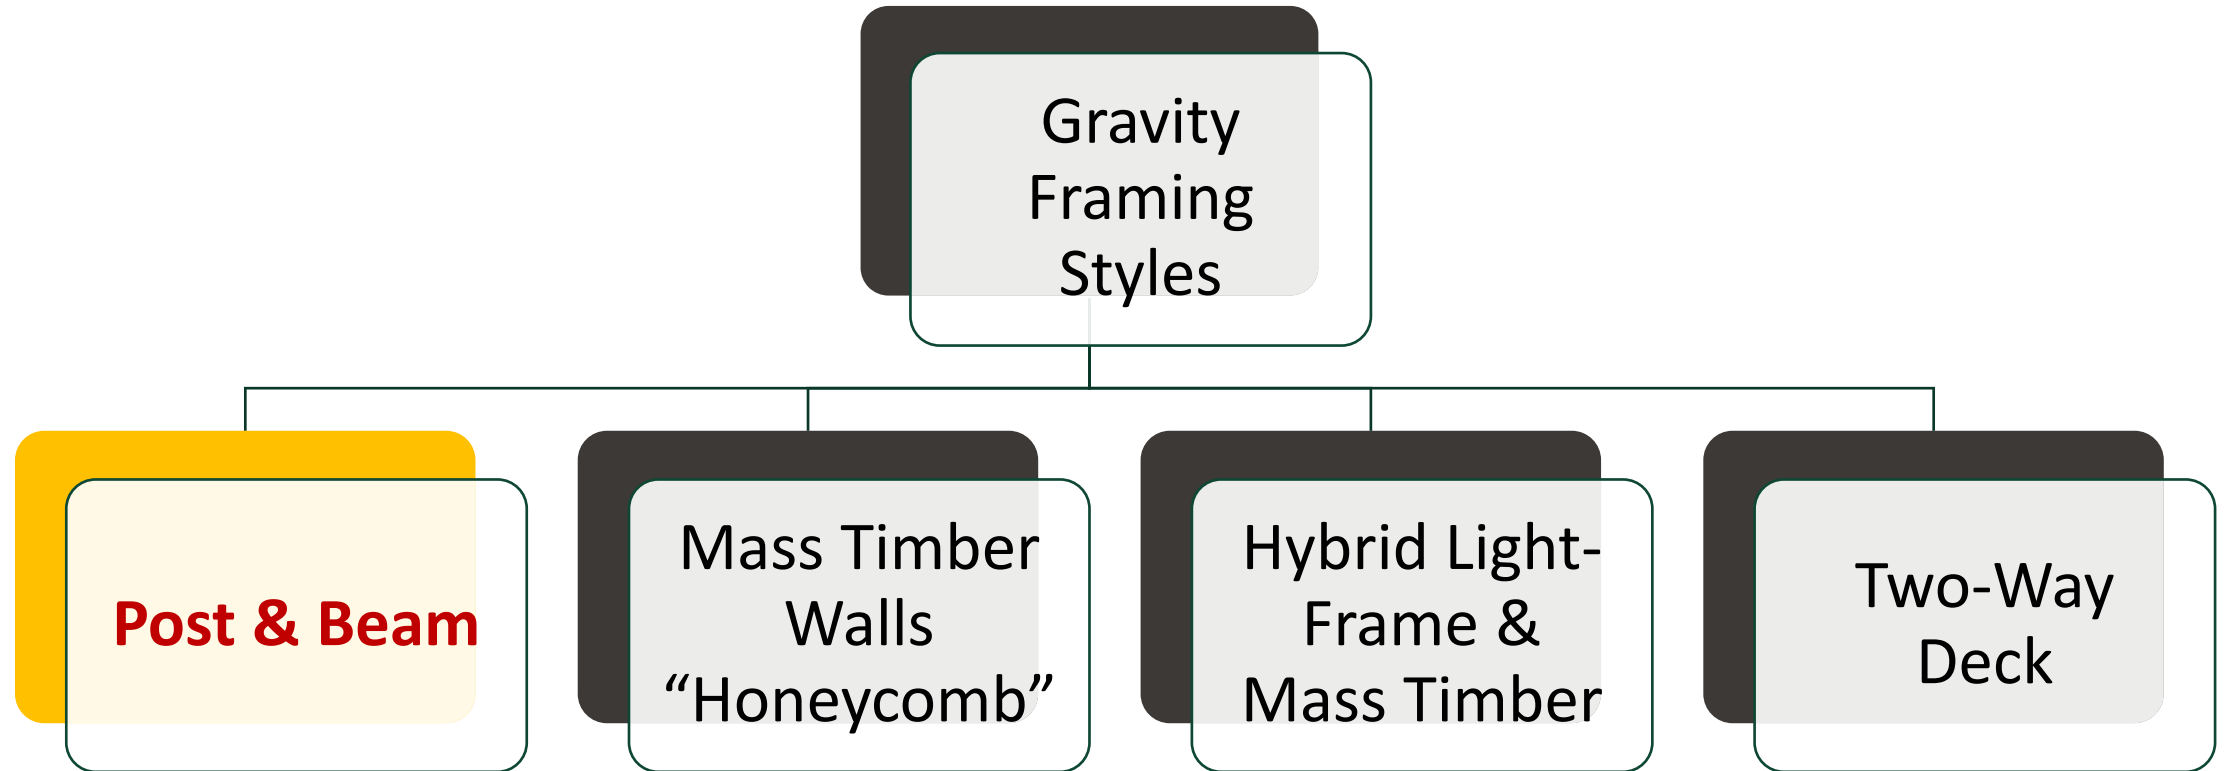 Gravity
Framing
Styles
Post & Beam
Mass Timber
Walls
“Honeycomb”
Hybrid Light-
Frame &
Mass Timber
Two-Way
Deck